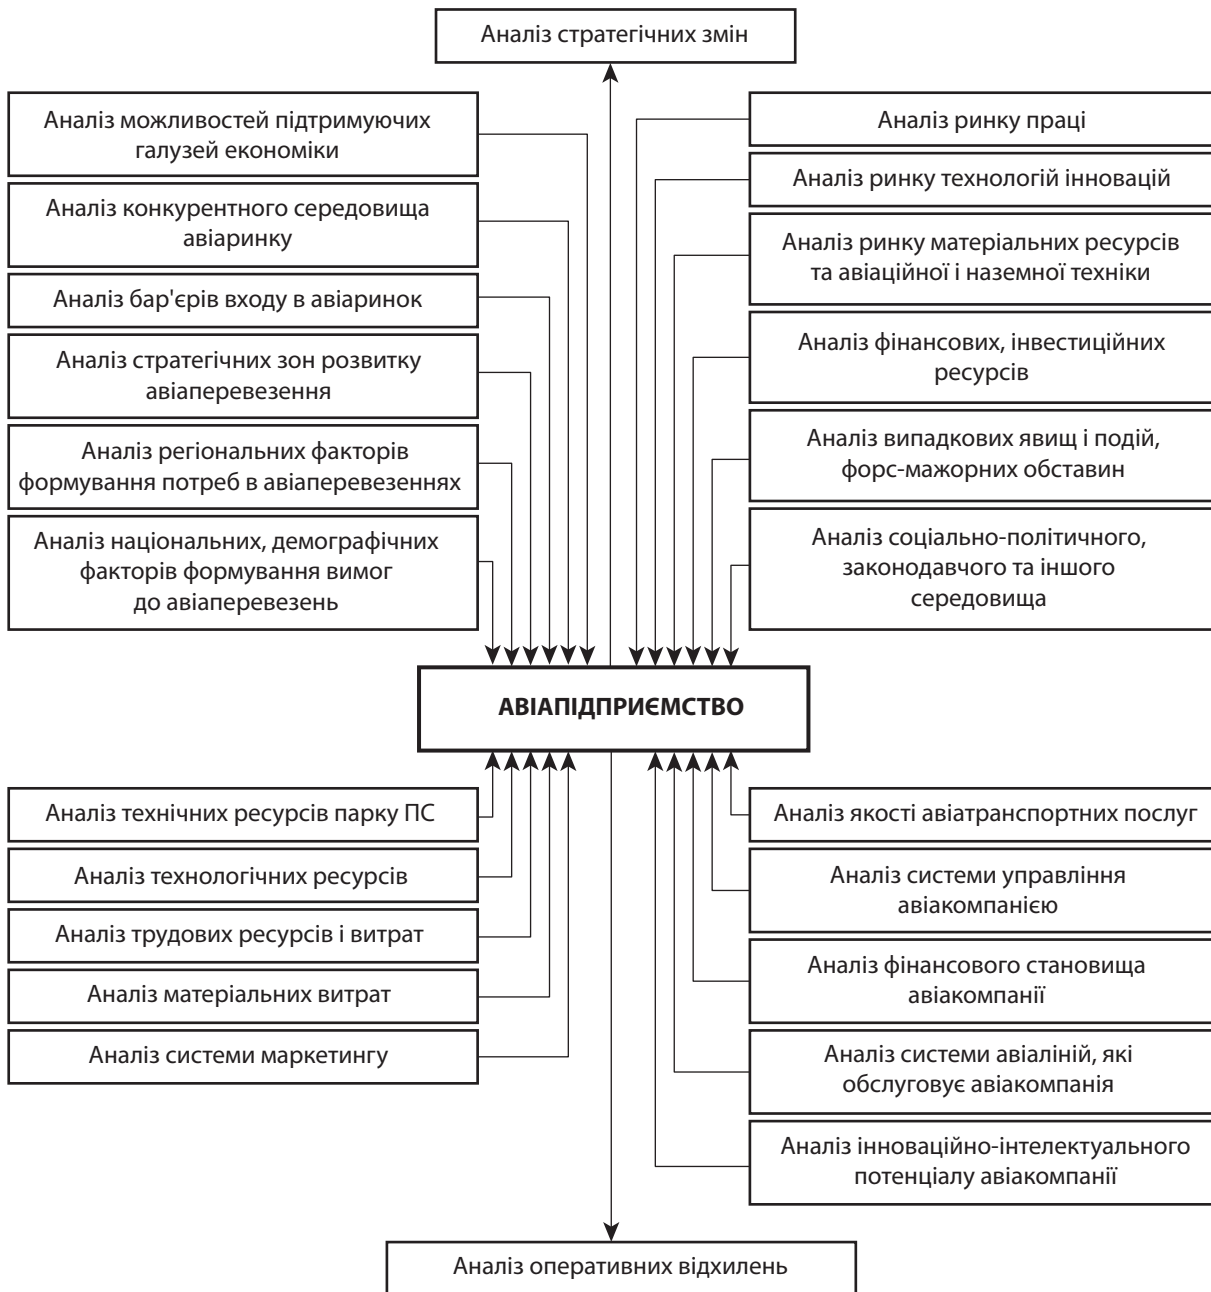 Аналіз стратегічних змін
Аналіз можливостей підтримуючих
галузей економіки
Аналіз конкурентного середовища
авіаринку
Аналіз бар'єрів входу в авіаринок
Аналіз стратегічних зон розвитку
авіаперевезення
Аналіз регіональних факторів
формування потреб в авіаперевезеннях
Аналіз національних, демографічних
факторів формування вимог
до авіаперевезень
Аналіз ринку праці
Аналіз ринку технологій інновацій
Аналіз ринку матеріальних ресурсів
та авіаційної і наземної техніки
Аналіз фінансових, інвестиційних
ресурсів
Аналіз випадкових явищ і подій,
форс-мажорних обставин
Аналіз соціально-політичного,
законодавчого та іншого
середовища
АВІАПІДПРИЄМСТВО
Аналіз технічних ресурсів парку ПС
Аналіз технологічних ресурсів
Аналіз трудових ресурсів і витрат
Аналіз матеріальних витрат
Аналіз системи маркетингу
Аналіз якості авіатранспортних послуг
Аналіз системи управління
авіакомпанією
Аналіз фінансового становища
авіакомпанії
Аналіз системи авіаліній, які
обслуговує авіакомпанія
Аналіз інноваційно-інтелектуального
потенціалу авіакомпанії
Аналіз оперативних відхилень